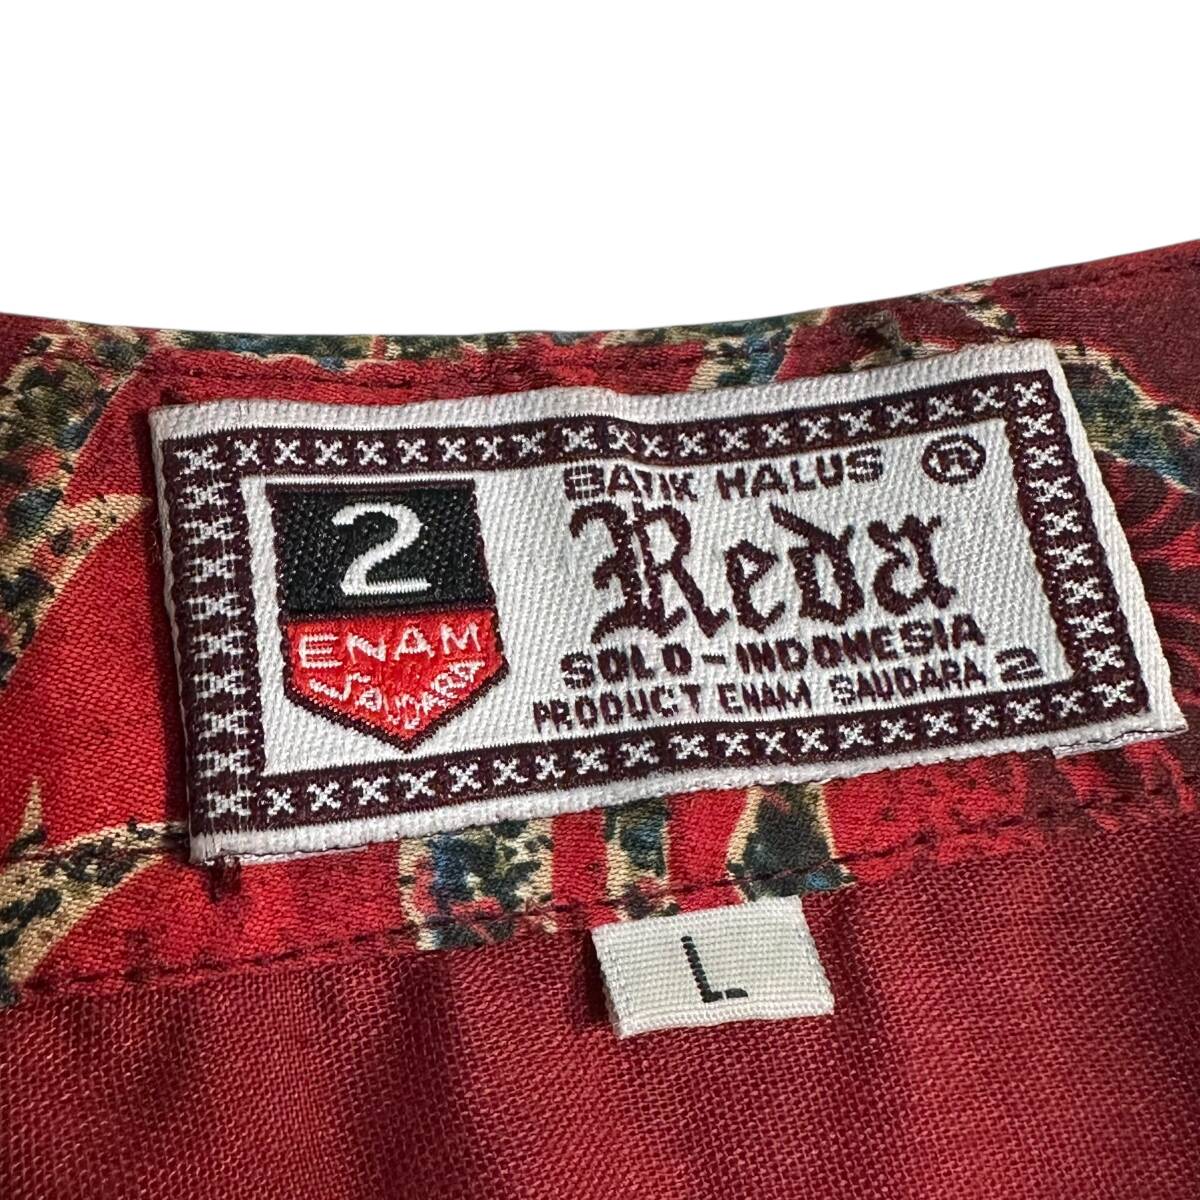 2
ENAM
SAUDARA
BATIK HALUS ®
Reda
SOLO-INDONESIA
PRODUCT ENAM SAUDARA 2
L